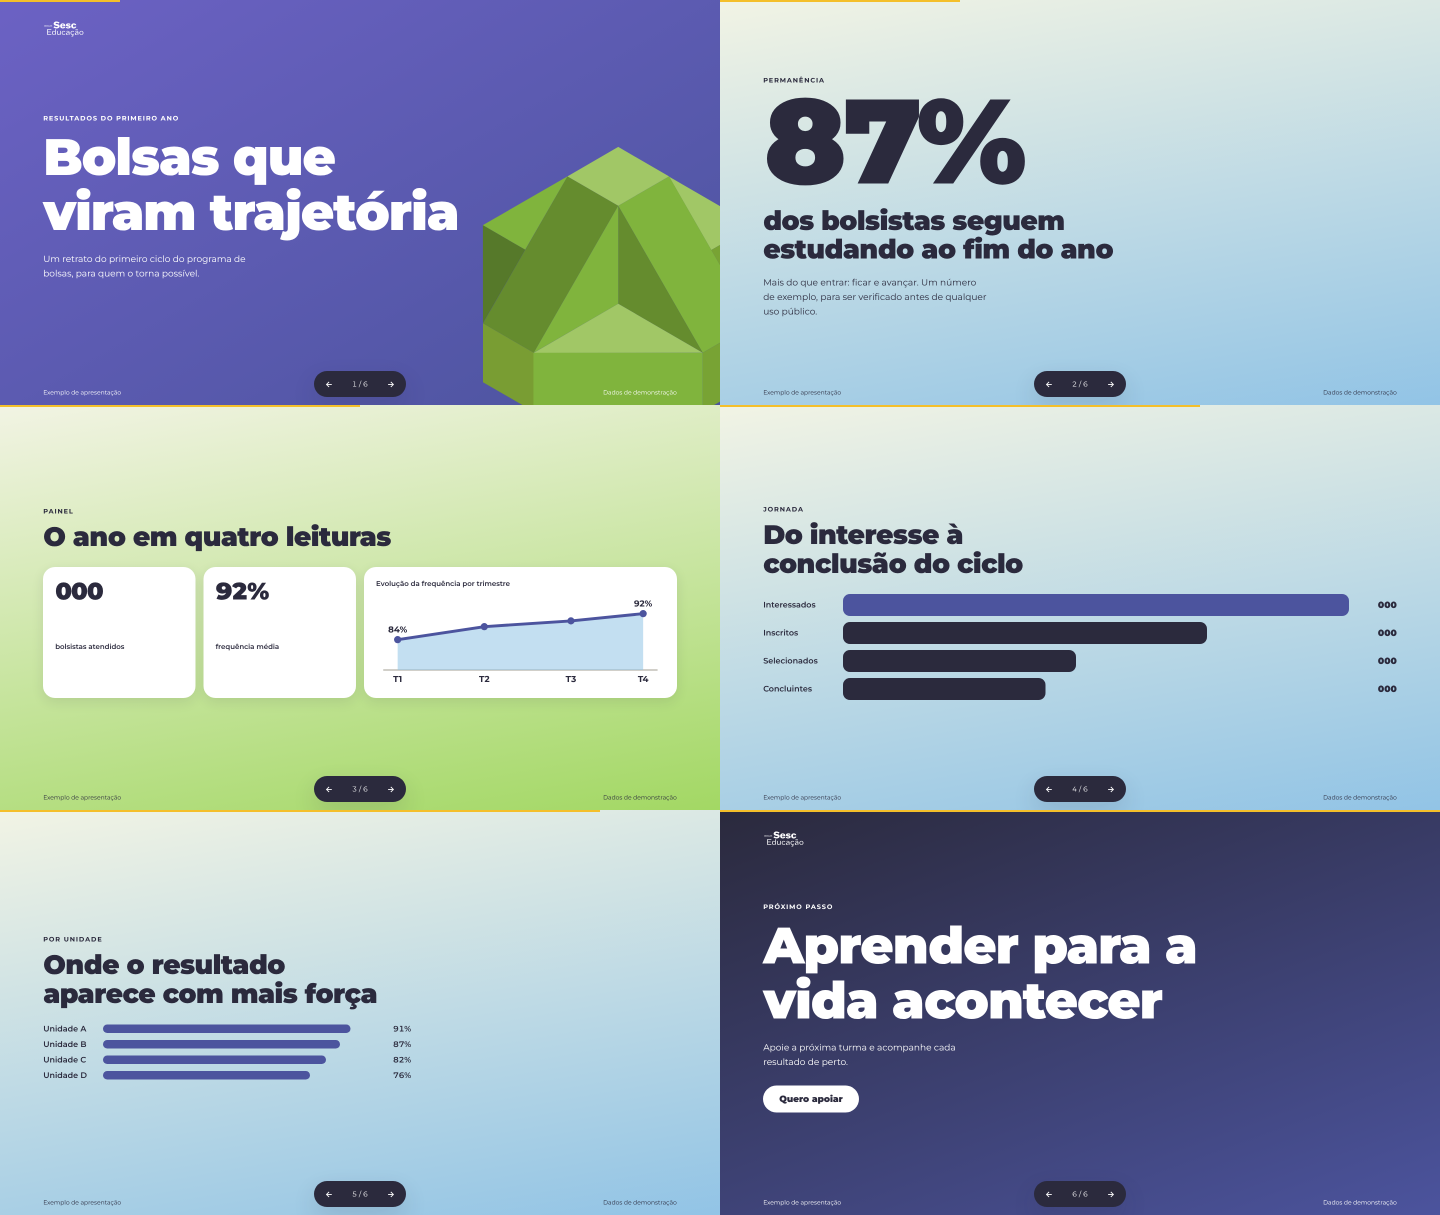 Sesc
Educação
RESULTADOS DO PRIMEIRO ANO
Bolsas que
viram trajetória
Um retrato do primeiro ciclo do programa de
bolsas, para quem o torna possível.
Exemplo de apresentação
← 1 / 6 →
Dados de demonstração
PERMANÊNCIA
87%
dos bolsistas seguem
estudando ao fim do ano
Mais do que entrar: ficar e avançar. Um número
de exemplo, para ser verificado antes de qualquer
uso público.
Exemplo de apresentação
← 2 / 6 →
Dados de demonstração
PAINEL
O ano em quatro leituras
000
bolsistas atendidos
92%
frequência média
Evolução da frequência por trimestre
84%
92%
T1 T2 T3 T4
Exemplo de apresentação
← 3 / 6 →
Dados de demonstração
JORNADA
Do interesse à
conclusão do ciclo
Interessados 000
Inscritos 000
Selecionados 000
Concluintes 000
Exemplo de apresentação
← 4 / 6 →
Dados de demonstração
POR UNIDADE
Onde o resultado
aparece com mais força
Unidade A 91%
Unidade B 87%
Unidade C 82%
Unidade D 76%
Exemplo de apresentação
← 5 / 6 →
Dados de demonstração
Sesc
Educação
PRÓXIMO PASSO
Aprender para a
vida acontecer
Apoie a próxima turma e acompanhe cada
resultado de perto.
Quero apoiar
Exemplo de apresentação
← 6 / 6 →
Dados de demonstração